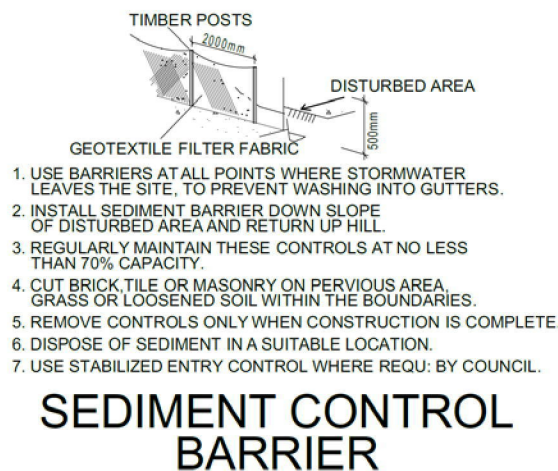 TIMBER POSTS
2000mm
DISTURBED AREA
500mm
GEOTEXTILE FILTER FABRIC
1. USE BARRIERS AT ALL POINTS WHERE STORMWATER
LEAVES THE SITE, TO PREVENT WASHING INTO GUTTERS.
2. INSTALL SEDIMENT BARRIER DOWN SLOPE
OF DISTURBED AREA AND RETURN UP HILL.
3. REGULARLY MAINTAIN THESE CONTROLS AT NO LESS
THAN 70% CAPACITY.
4. CUT BRICK,TILE OR MASONRY ON PERVIOUS AREA,
GRASS OR LOOSENED SOIL WITHIN THE BOUNDARIES.
5. REMOVE CONTROLS ONLY WHEN CONSTRUCTION IS COMPLETE
6. DISPOSE OF SEDIMENT IN A SUITABLE LOCATION.
7. USE STABILIZED ENTRY CONTROL WHERE REQU: BY COUNCIL.
SEDIMENT CONTROL
BARRIER